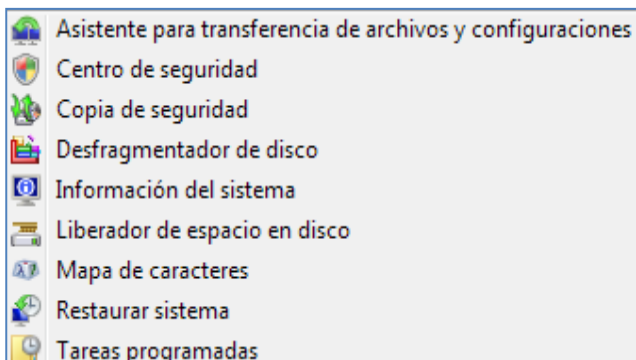 Asistente para transferencia de archivos y configuraciones
Centro de seguridad
Copia de seguridad
Desfragmentador de disco
Información del sistema
Liberador de espacio en disco
Mapa de caracteres
Restaurar sistema
Tareas programadas